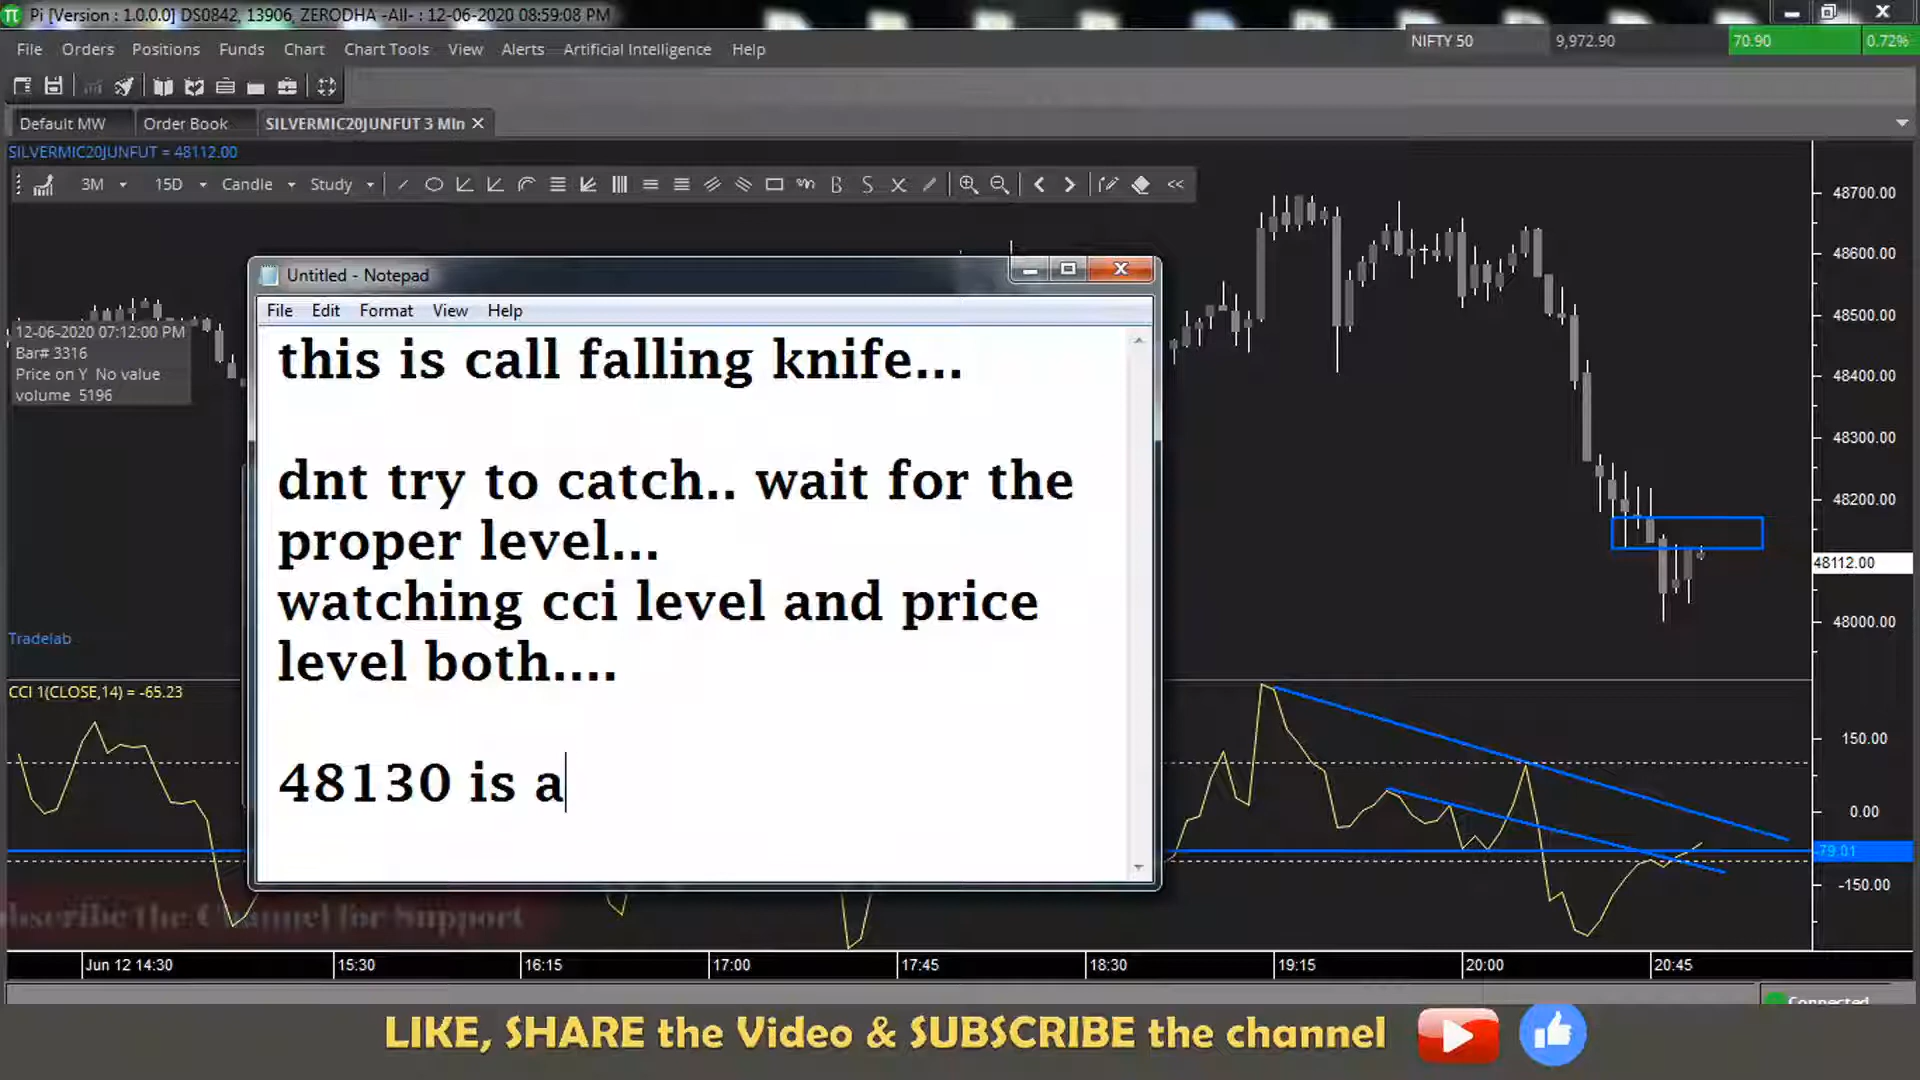 Pi [Version : 1.0.0.0] DS0842, 13906, ZERODHA -All- : 12-06-2020 08:59:08 PM
File Orders Positions Funds Chart Chart Tools View Alerts Artificial Intelligence Help
NIFTY 50 9,972.90 70.90 0.72%
Default MW Order Book SILVERMIC20JUNFUT 3 Min
SILVERMIC20JUNFUT = 48112.00
3M 15D Candle Study
48700.00
48600.00
48500.00
48400.00
48300.00
48200.00
48112.00
48000.00
12-06-2020 07:12:00 PM
Bar# 3316
Price on Y No value
volume 5196
Untitled - Notepad
File Edit Format View Help
this is call falling knife...
dnt try to catch.. wait for the
proper level...
watching cci level and price
level both....
48130 is a
Tradelab
CCI 1(CLOSE,14) = -65.23
150.00
0.00
-79.01
-150.00
bscribe the Channel for Support
Jun 12 14:30 15:30 16:15 17:00 17:45 18:30 19:15 20:00 20:45
Connected
LIKE, SHARE the Video & SUBSCRIBE the channel